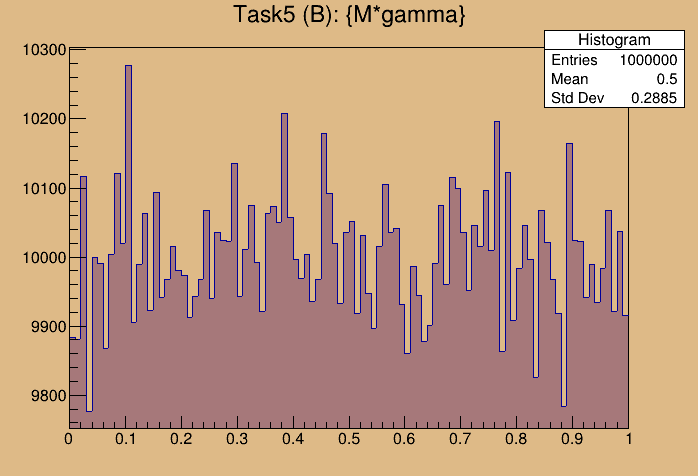 Task5 (B): {M*gamma}
Histogram
Entries 1000000
Mean 0.5
Std Dev 0.2885
10300
10200
10100
10000
9900
9800
0 0.1 0.2 0.3 0.4 0.5 0.6 0.7 0.8 0.9 1